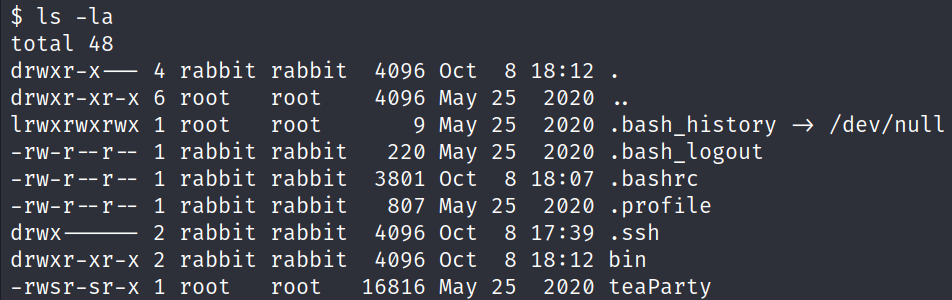 $ ls -la
total 48
drwxr-x--- 4 rabbit rabbit  4096 Oct  8 18:12 .
drwxr-xr-x 6 root   root    4096 May 25  2020 ..
lrwxrwxrwx 1 root   root       9 May 25  2020 .bash_history -> /dev/null
-rw-r--r-- 1 rabbit rabbit   220 May 25  2020 .bash_logout
-rw-r--r-- 1 rabbit rabbit  3801 Oct  8 18:07 .bashrc
-rw-r--r-- 1 rabbit rabbit   807 May 25  2020 .profile
drwx------ 2 rabbit rabbit  4096 Oct  8 17:39 .ssh
drwxr-xr-x 2 rabbit rabbit  4096 Oct  8 18:12 bin
-rwsr-sr-x 1 root   root   16816 May 25  2020 teaParty